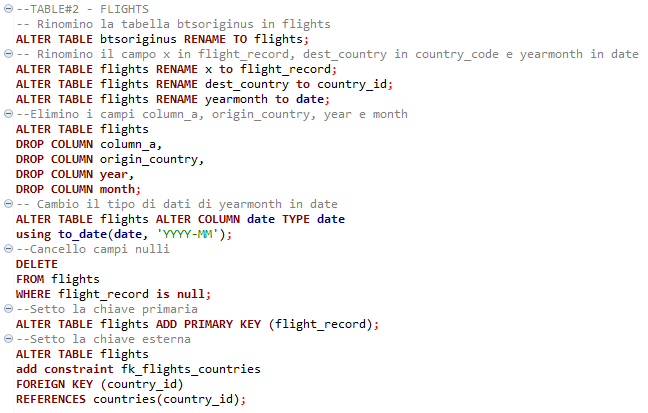 --TABLE#2 - FLIGHTS
-- Rinomino la tabella btsoriginus in flights
ALTER TABLE btsoriginus RENAME TO flights;
-- Rinomino il campo x in flight_record, dest_country in country_code e yearmonth in date
ALTER TABLE flights RENAME x to flight_record;
ALTER TABLE flights RENAME dest_country to country_id;
ALTER TABLE flights RENAME yearmonth to date;
--Elimino i campi column_a, origin_country, year e month
ALTER TABLE flights
DROP COLUMN column_a,
DROP COLUMN origin_country,
DROP COLUMN year,
DROP COLUMN month;
-- Cambio il tipo di dati di yearmonth in date
ALTER TABLE flights ALTER COLUMN date TYPE date
using to_date(date, 'YYYY-MM');
--Cancello campi nulli
DELETE
FROM flights
WHERE flight_record is null;
--Setto la chiave primaria
ALTER TABLE flights ADD PRIMARY KEY (flight_record);
--Setto la chiave esterna
ALTER TABLE flights
add constraint fk_flights_countries
FOREIGN KEY (country_id)
REFERENCES countries(country_id);